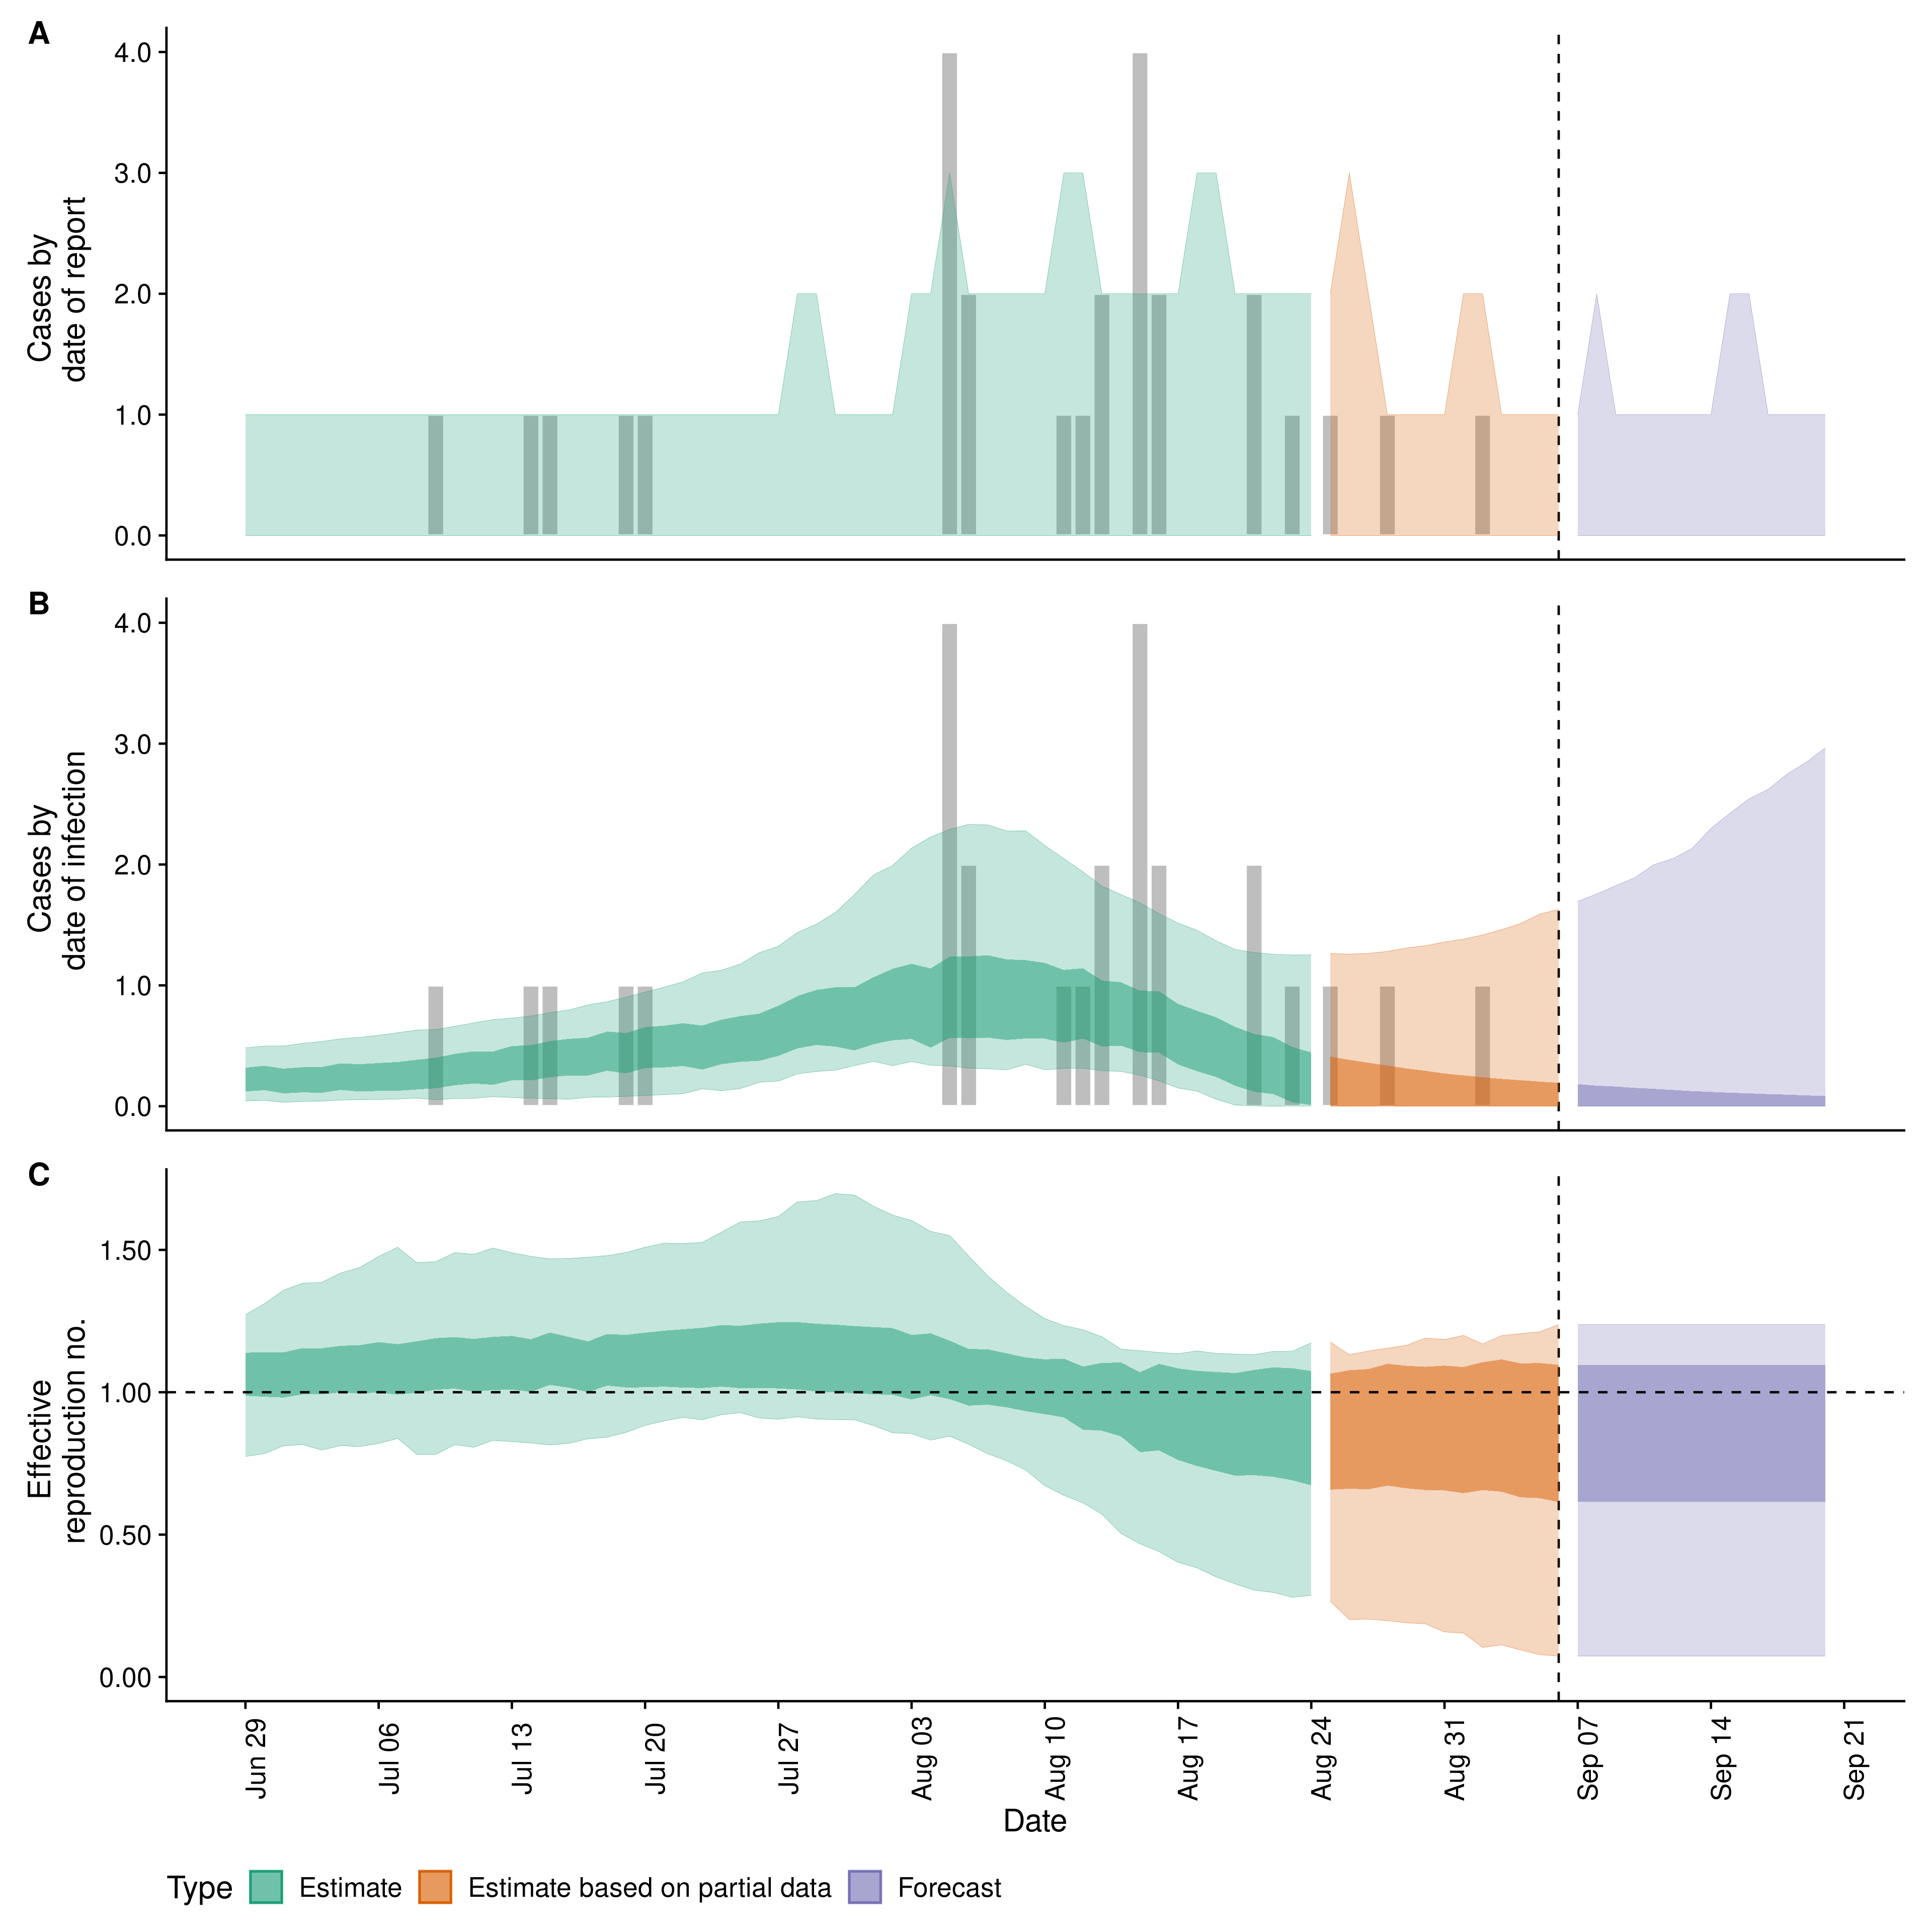 A
4.0
3.0
2.0
1.0
0.0
Cases by
date of report
B
4.0
3.0
2.0
1.0
0.0
Cases by
date of infection
C
1.50
1.00
0.50
0.00
Effective
reproduction no.
Jun 29
Jul 06
Jul 13
Jul 20
Jul 27
Aug 03
Aug 10
Aug 17
Aug 24
Aug 31
Sep 07
Sep 14
Sep 21
Date
Type
Estimate
Estimate based on partial data
Forecast